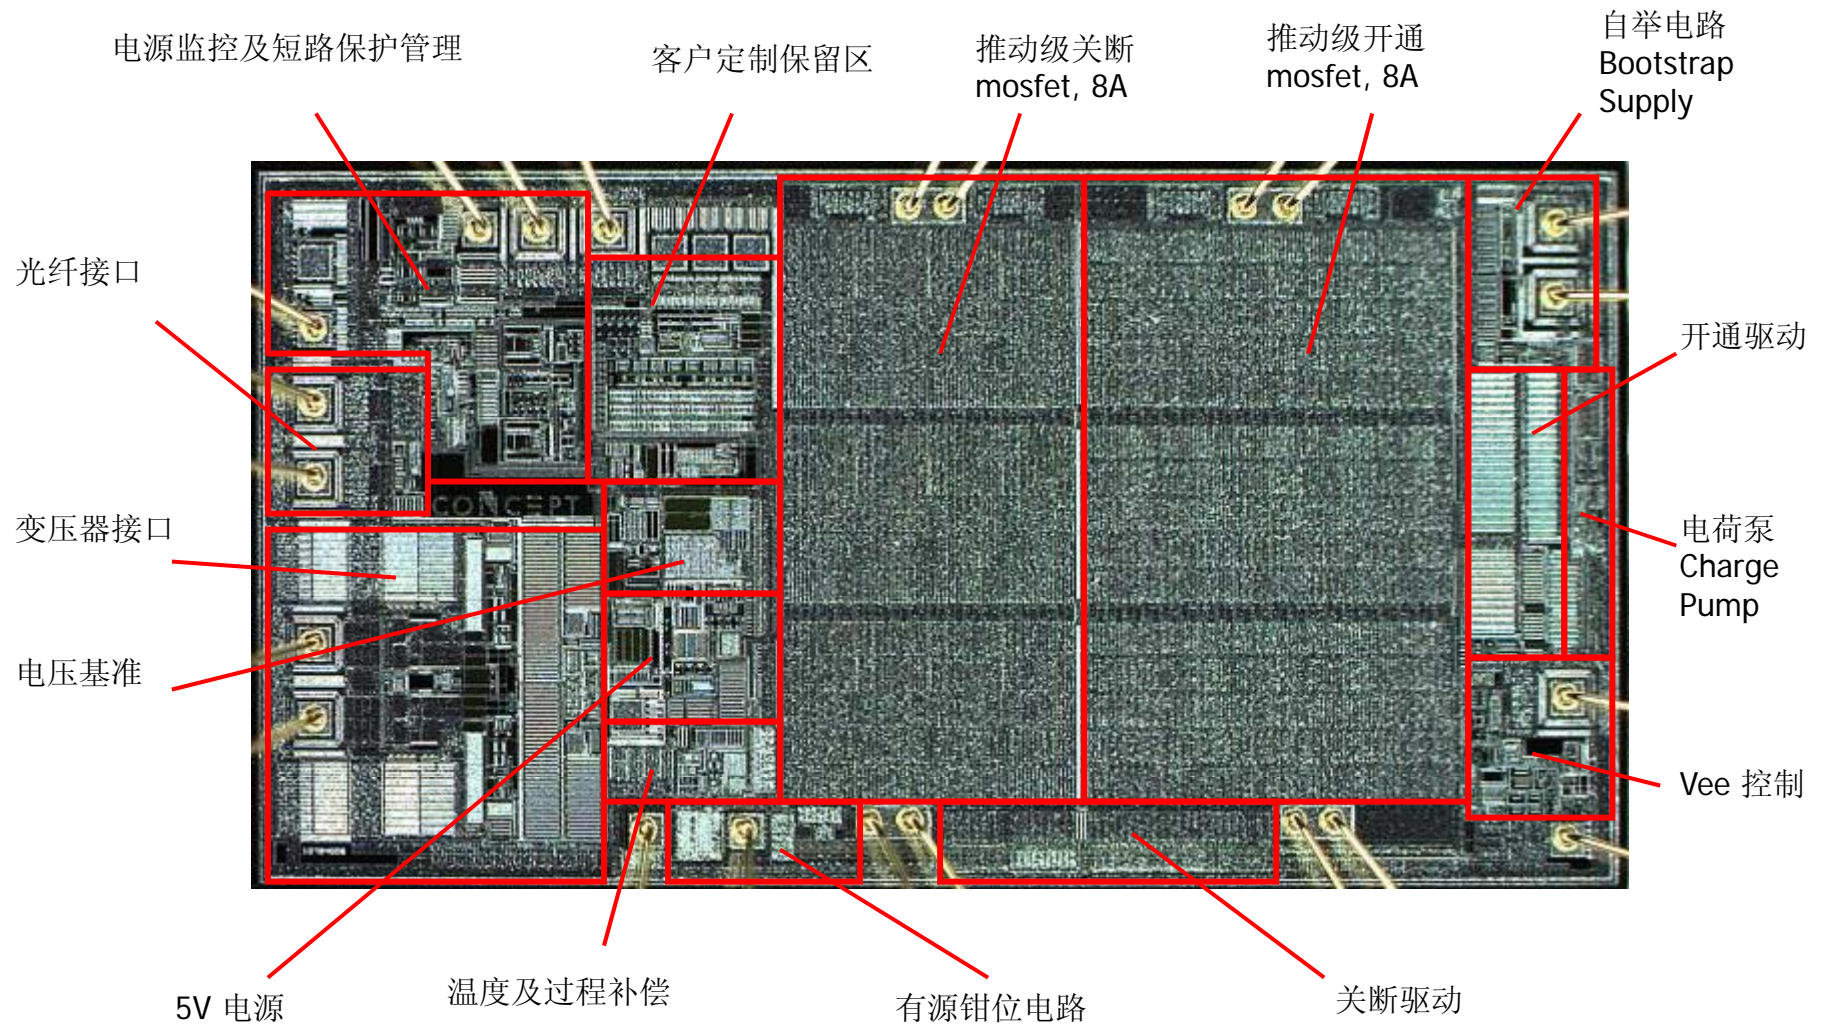 电源监控及短路保护管理
客户定制保留区
推动级关断
mosfet, 8A
推动级开通
mosfet, 8A
自举电路
Bootstrap
Supply
光纤接口
开通驱动
变压器接口
CONCEPT
电荷泵
Charge
Pump
电压基准
Vee 控制
5V 电源
温度及过程补偿
有源钳位电路
关断驱动